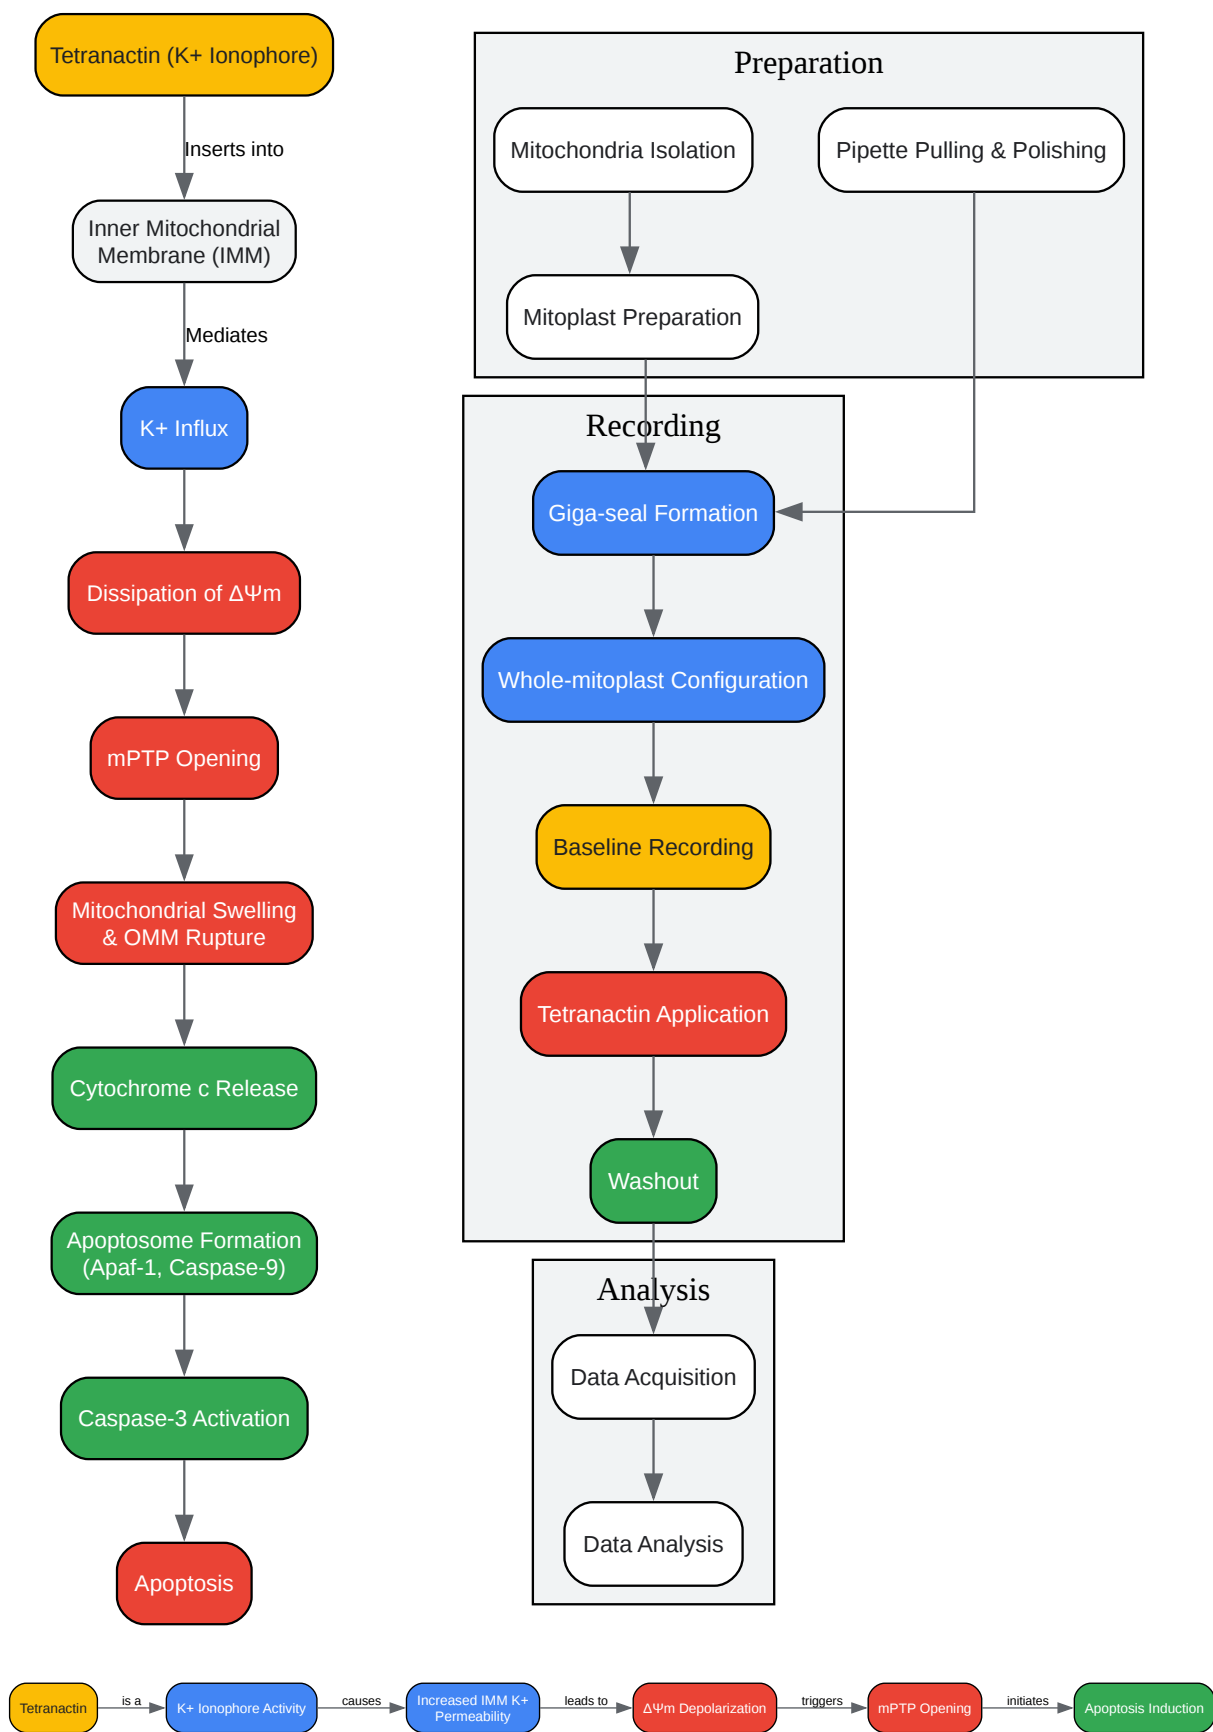 Tetranactin (K+ Ionophore)
Inserts into
Inner Mitochondrial
Membrane (IMM)
Mediates
K+ Influx
Dissipation of ΔΨm
mPTP Opening
Mitochondrial Swelling
& OMM Rupture
Cytochrome c Release
Apoptosome Formation
(Apaf-1, Caspase-9)
Caspase-3 Activation
Apoptosis
Preparation
Mitochondria Isolation
Pipette Pulling & Polishing
Mitoplast Preparation
Recording
Giga-seal Formation
Whole-mitoplast Configuration
Baseline Recording
Tetranactin Application
Washout
Analysis
Data Acquisition
Data Analysis
Tetranactin
is a
K+ Ionophore Activity
causes
Increased IMM K+
Permeability
leads to
ΔΨm Depolarization
triggers
mPTP Opening
initiates
Apoptosis Induction